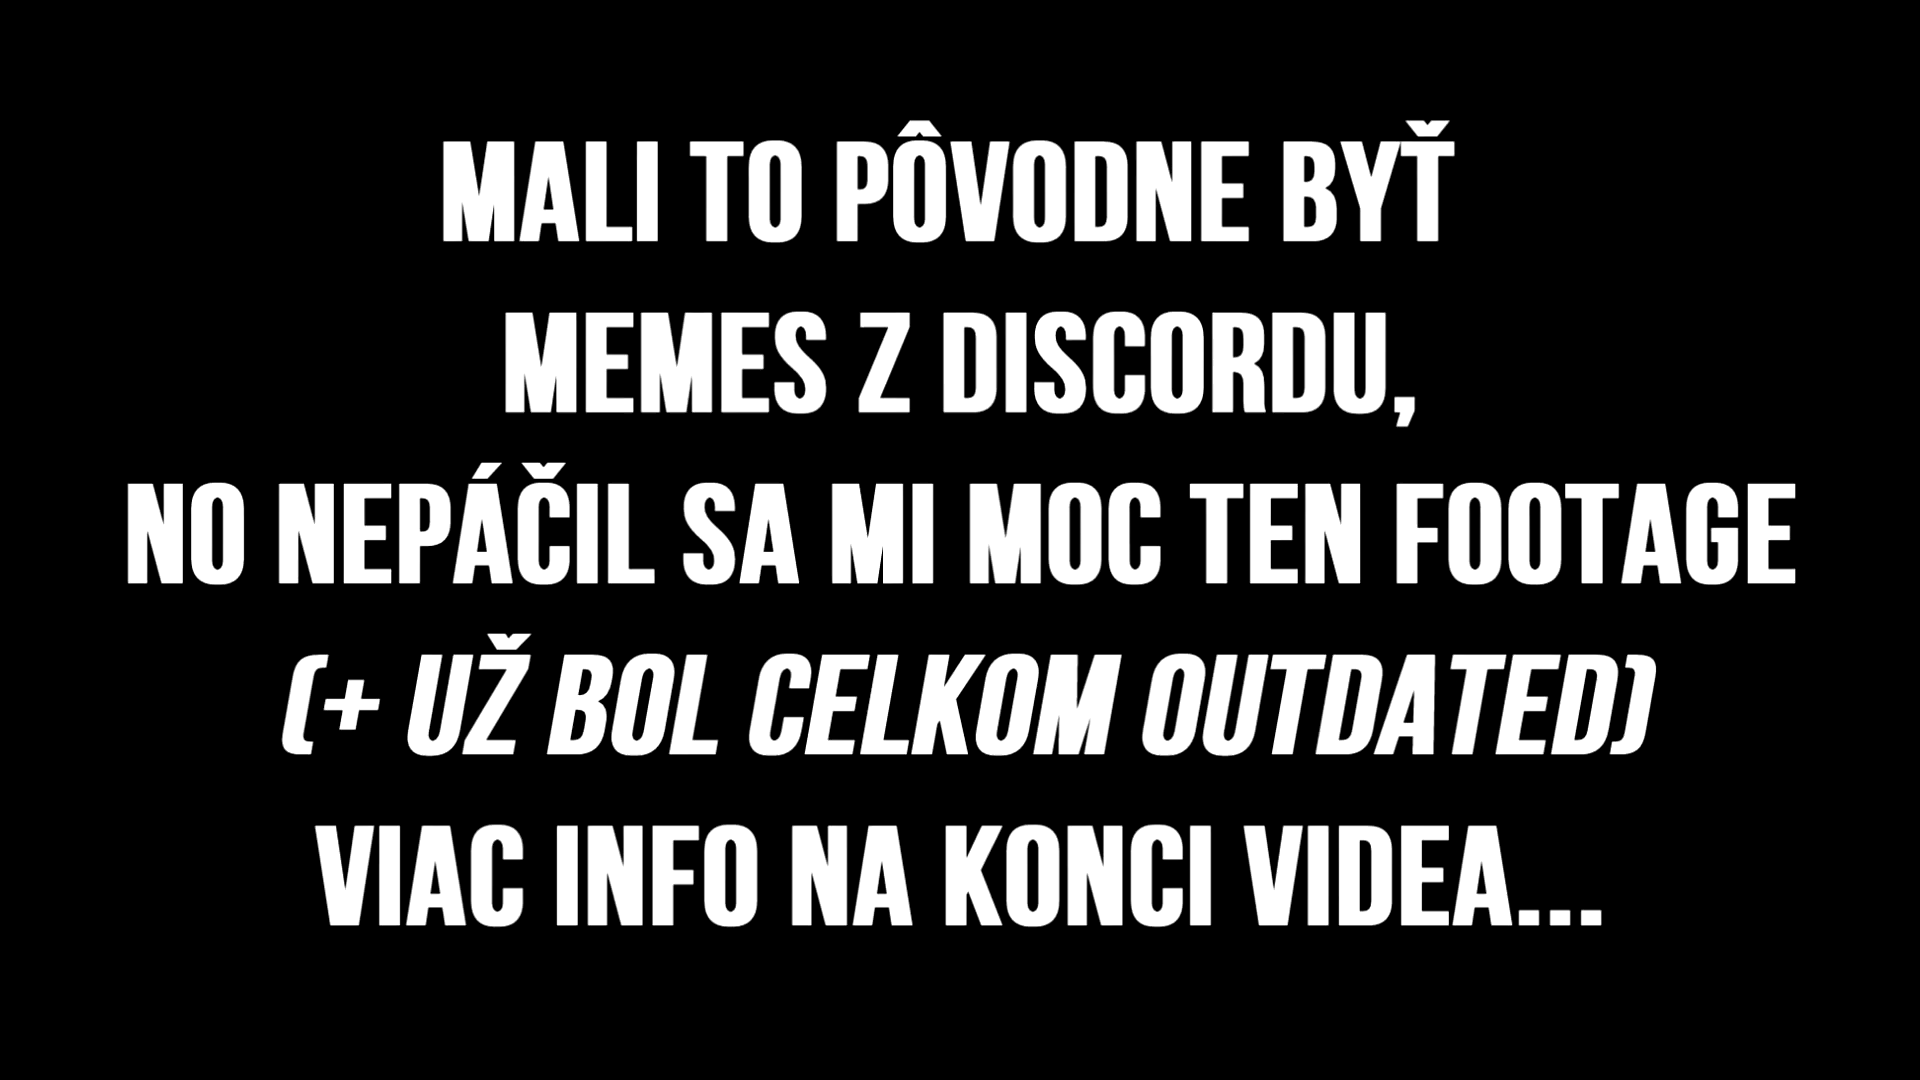 MALI TO PÔVODNE BYŤ
MEMES Z DISCORDU,
NO NEPÁČIL SA MI MOC TEN FOOTAGE
(+ UŽ BOL CELKOM OUTDATED)
VIAC INFO NA KONCI VIDEA...